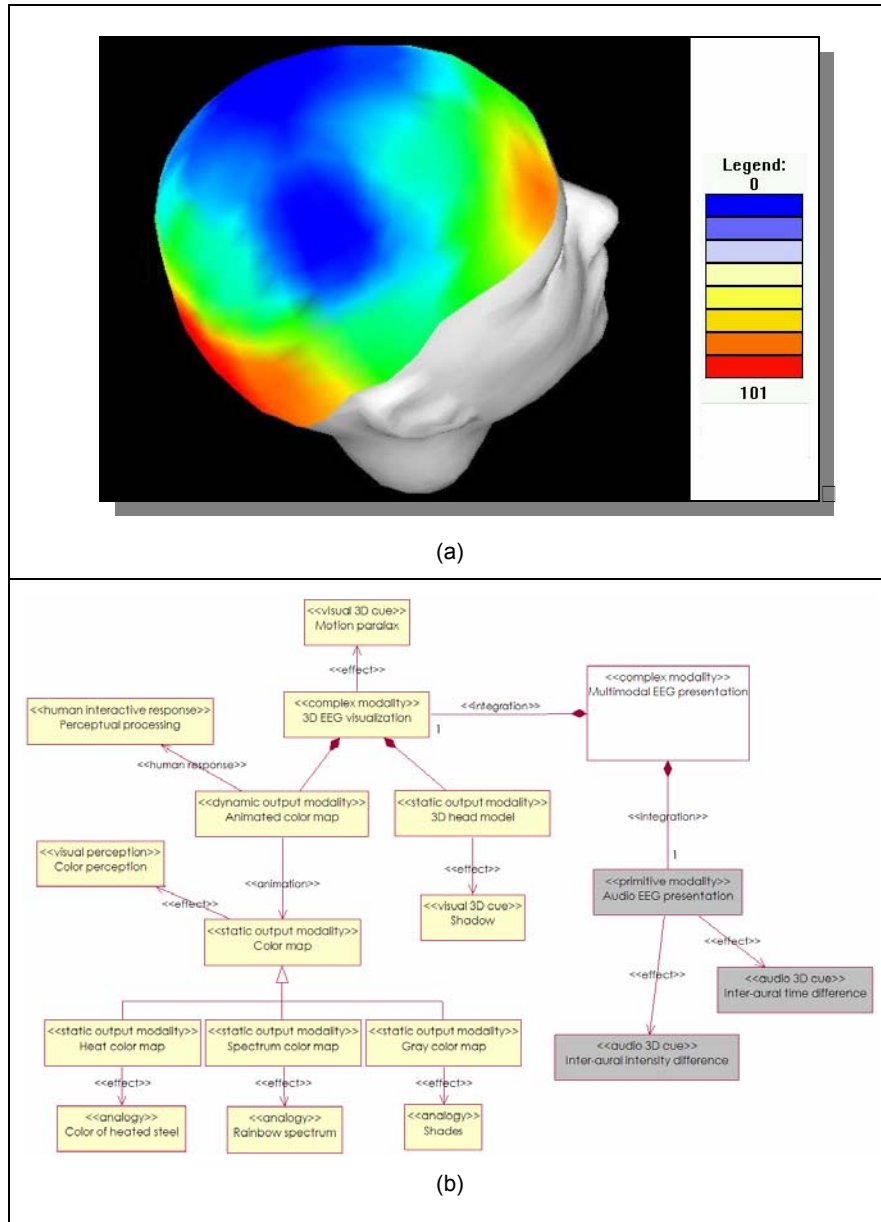 Legend:
0
101
(a)
<<visual 3D cue>>
Motion paralax
<<effect>>
<<complex modality>>
Multimodal EEG presentation
<<complex modality>>
3D EEG visualization
<<integration>>
1
<<human interactive response>>
Perceptual processing
<<human response>>
<<dynamic output modality>>
Animated color map
<<static output modality>>
3D head model
<<integration>>
1
<<visual perception>>
Color perception
<<animation>>
<<effect>>
<<effect>>
<<primitive modality>>
Audio EEG presentation
<<static output modality>>
Color map
<<visual 3D cue>>
Shadow
<<effect>>
<<effect>>
<<audio 3D cue>>
Inter-aural time difference
<<static output modality>>
Heat color map
<<static output modality>>
Spectrum color map
<<static output modality>>
Gray color map
<<audio 3D cue>>
Inter-aural intensity difference
<<effect>>
<<effect>>
<<effect>>
<<analogy>>
Color of heated steel
<<analogy>>
Rainbow spectrum
<<analogy>>
Shades
(b)